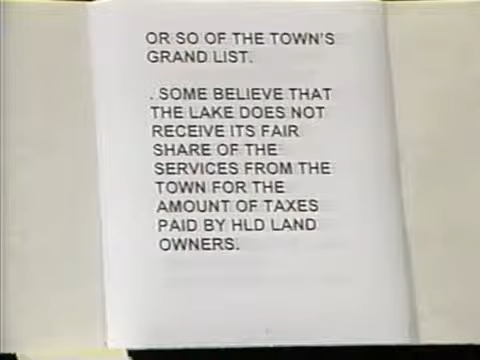 OR SO OF THE TOWN'S
GRAND LIST.
. SOME BELIEVE THAT
THE LAKE DOES NOT
RECEIVE ITS FAIR
SHARE OF THE
SERVICES FROM THE
TOWN FOR THE
AMOUNT OF TAXES
PAID BY HLD LAND
OWNERS.